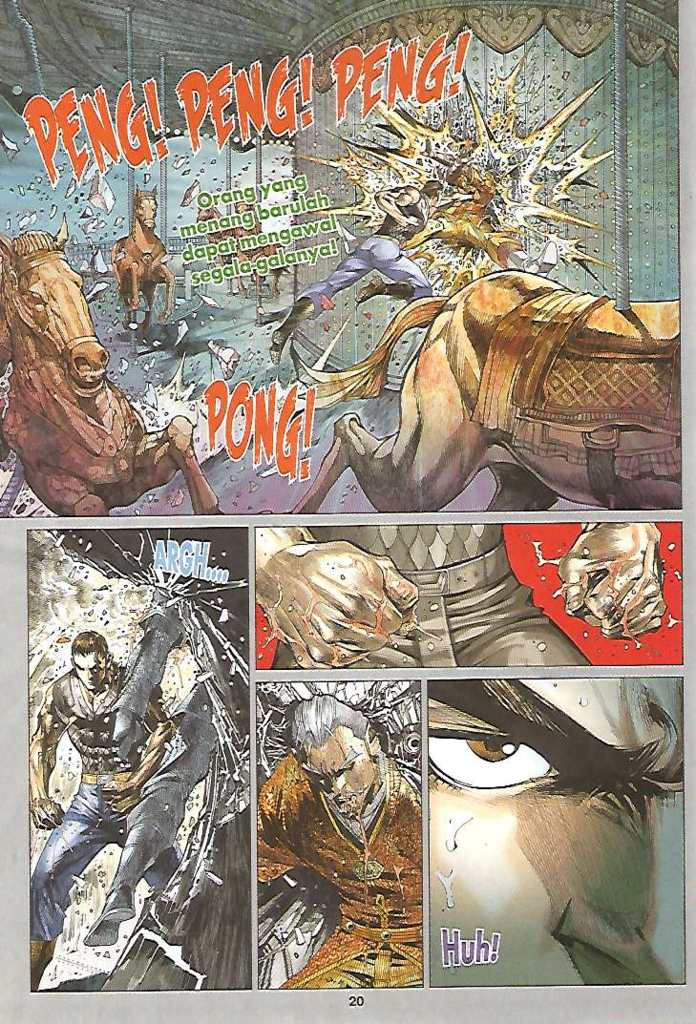 PENG! PENG! PENG!
Orang yang
menang barulah
dapat mengawal
segala-galanya!
PONG!
ARGH....
Huh!
20